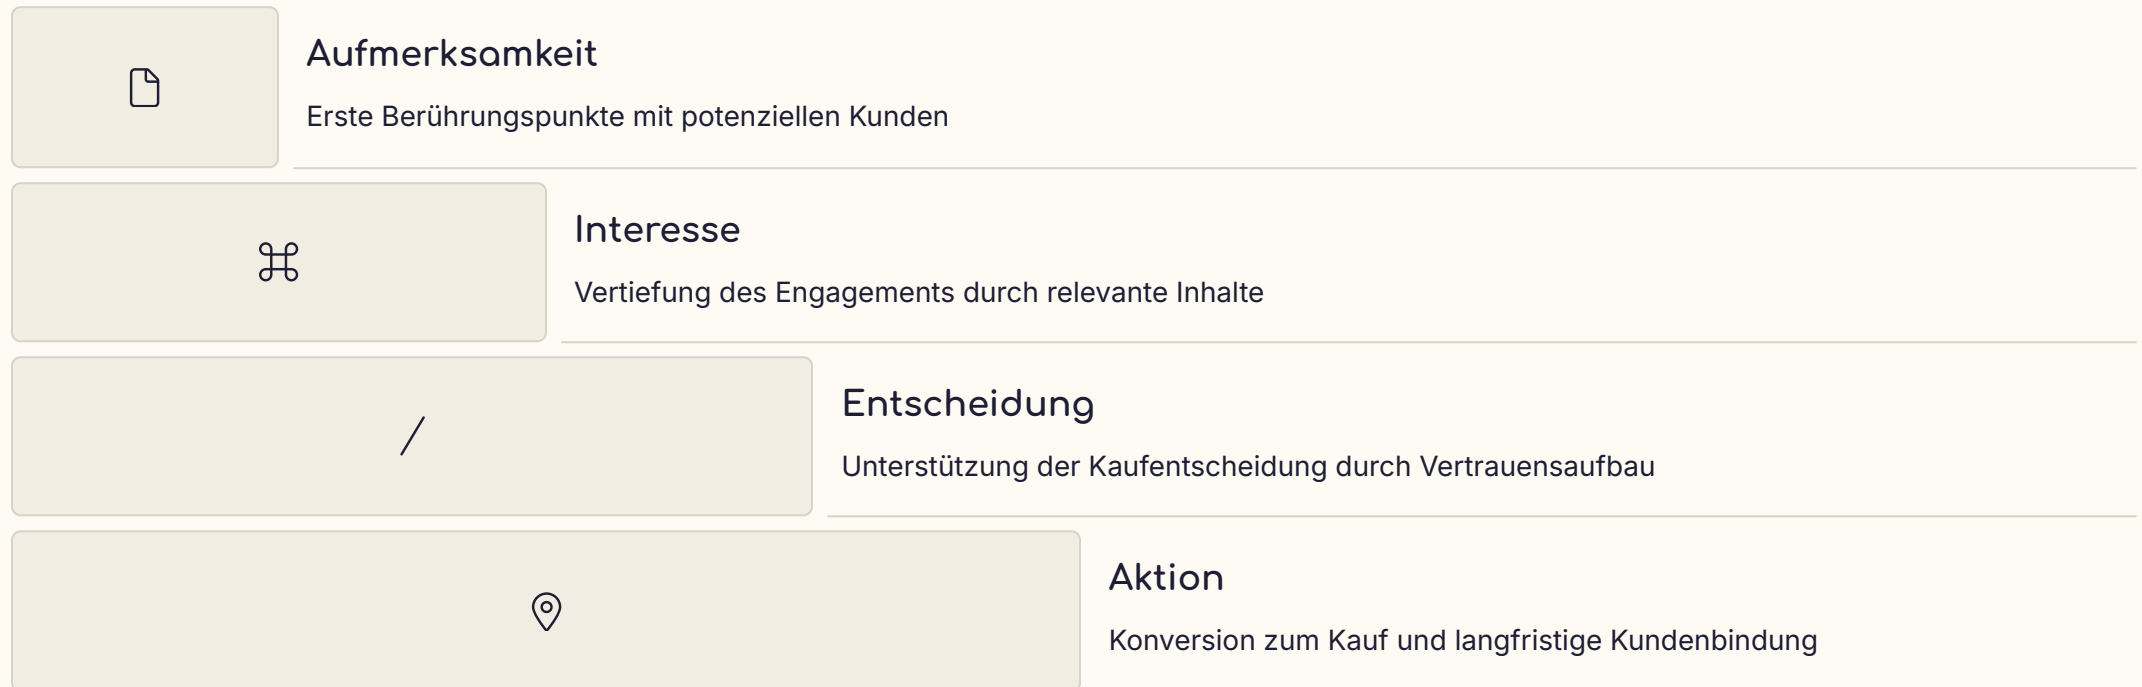 Aufmerksamkeit
Erste Berührungspunkte mit potenziellen Kunden
Interesse
Vertiefung des Engagements durch relevante Inhalte
Entscheidung
Unterstützung der Kaufentscheidung durch Vertrauensaufbau
Aktion
Konversion zum Kauf und langfristige Kundenbindung